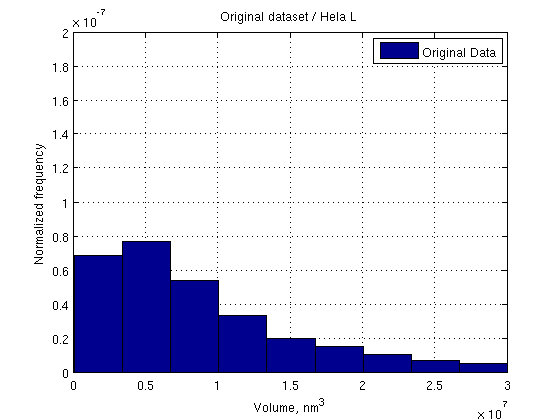 Original dataset / Hela L
× 10^-7
2
1.8
1.6
1.4
1.2
1
0.8
0.6
0.4
0.2
0
Normalized frequency
Original Data
0 0.5 1 1.5 2 2.5 3
× 10^7
Volume, nm^3